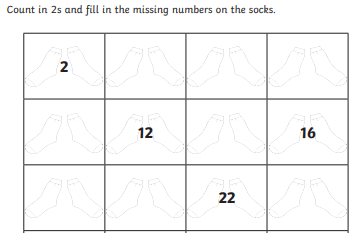 Count in 2s and fill in the missing numbers on the socks.
2
12 16
22